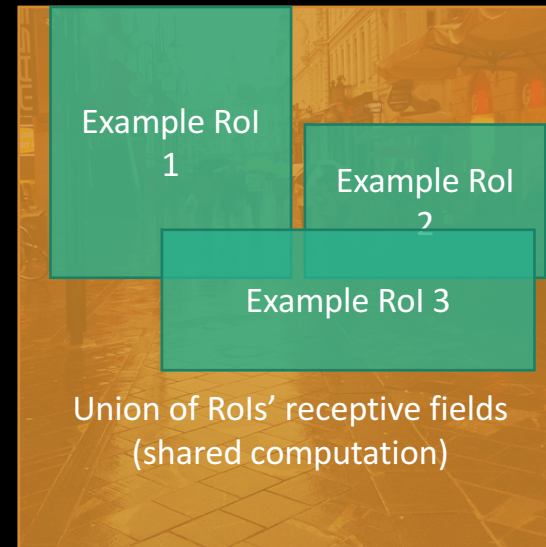 Example RoI
1
Example RoI
2
Example RoI 3
Union of RoIs’ receptive fields
(shared computation)